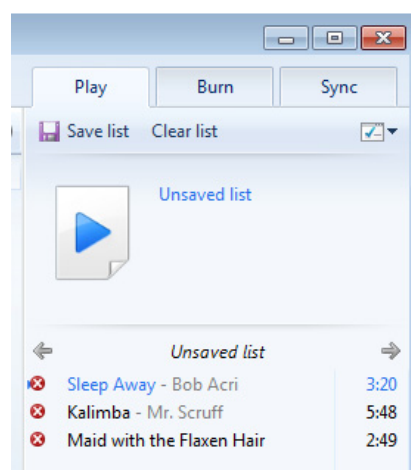 Play Burn Sync
Save list Clear list
Unsaved list
Unsaved list
Sleep Away - Bob Acri 3:20
Kalimba - Mr. Scruff 5:48
Maid with the Flaxen Hair 2:49